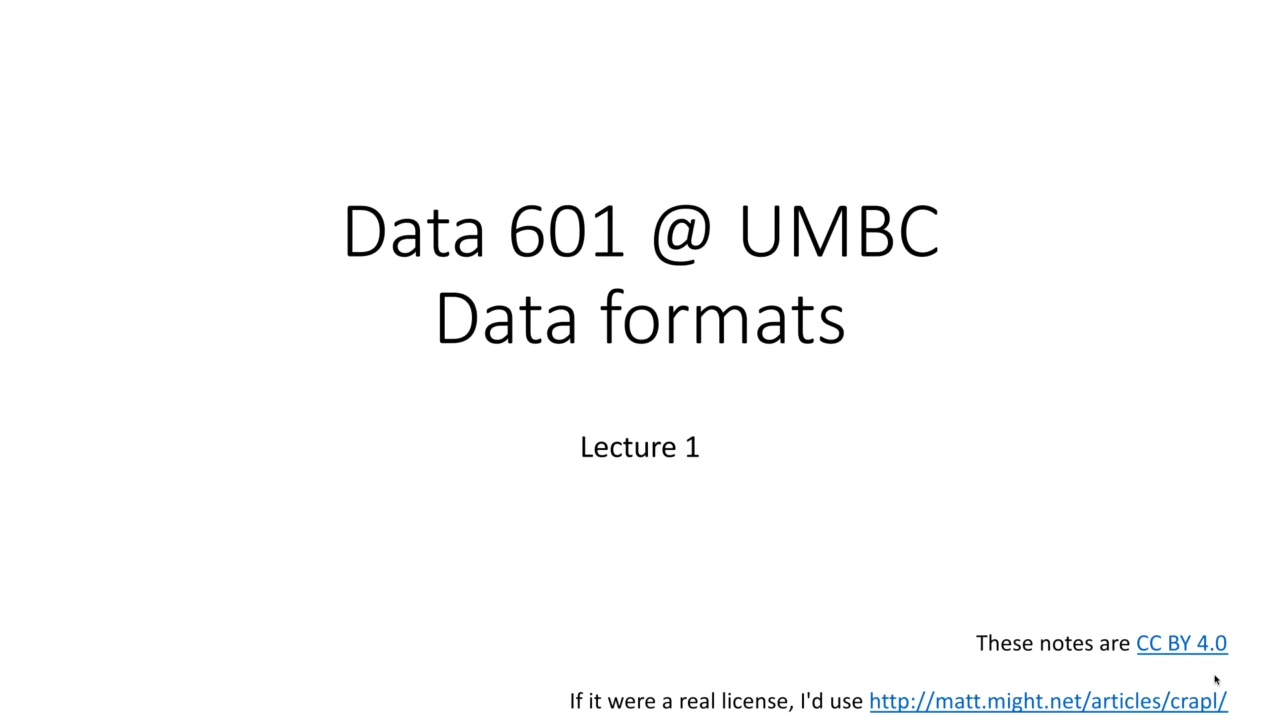 Data 601 @ UMBC
Data formats
Lecture 1
These notes are CC BY 4.0
If it were a real license, I'd use http://matt.might.net/articles/crapl/